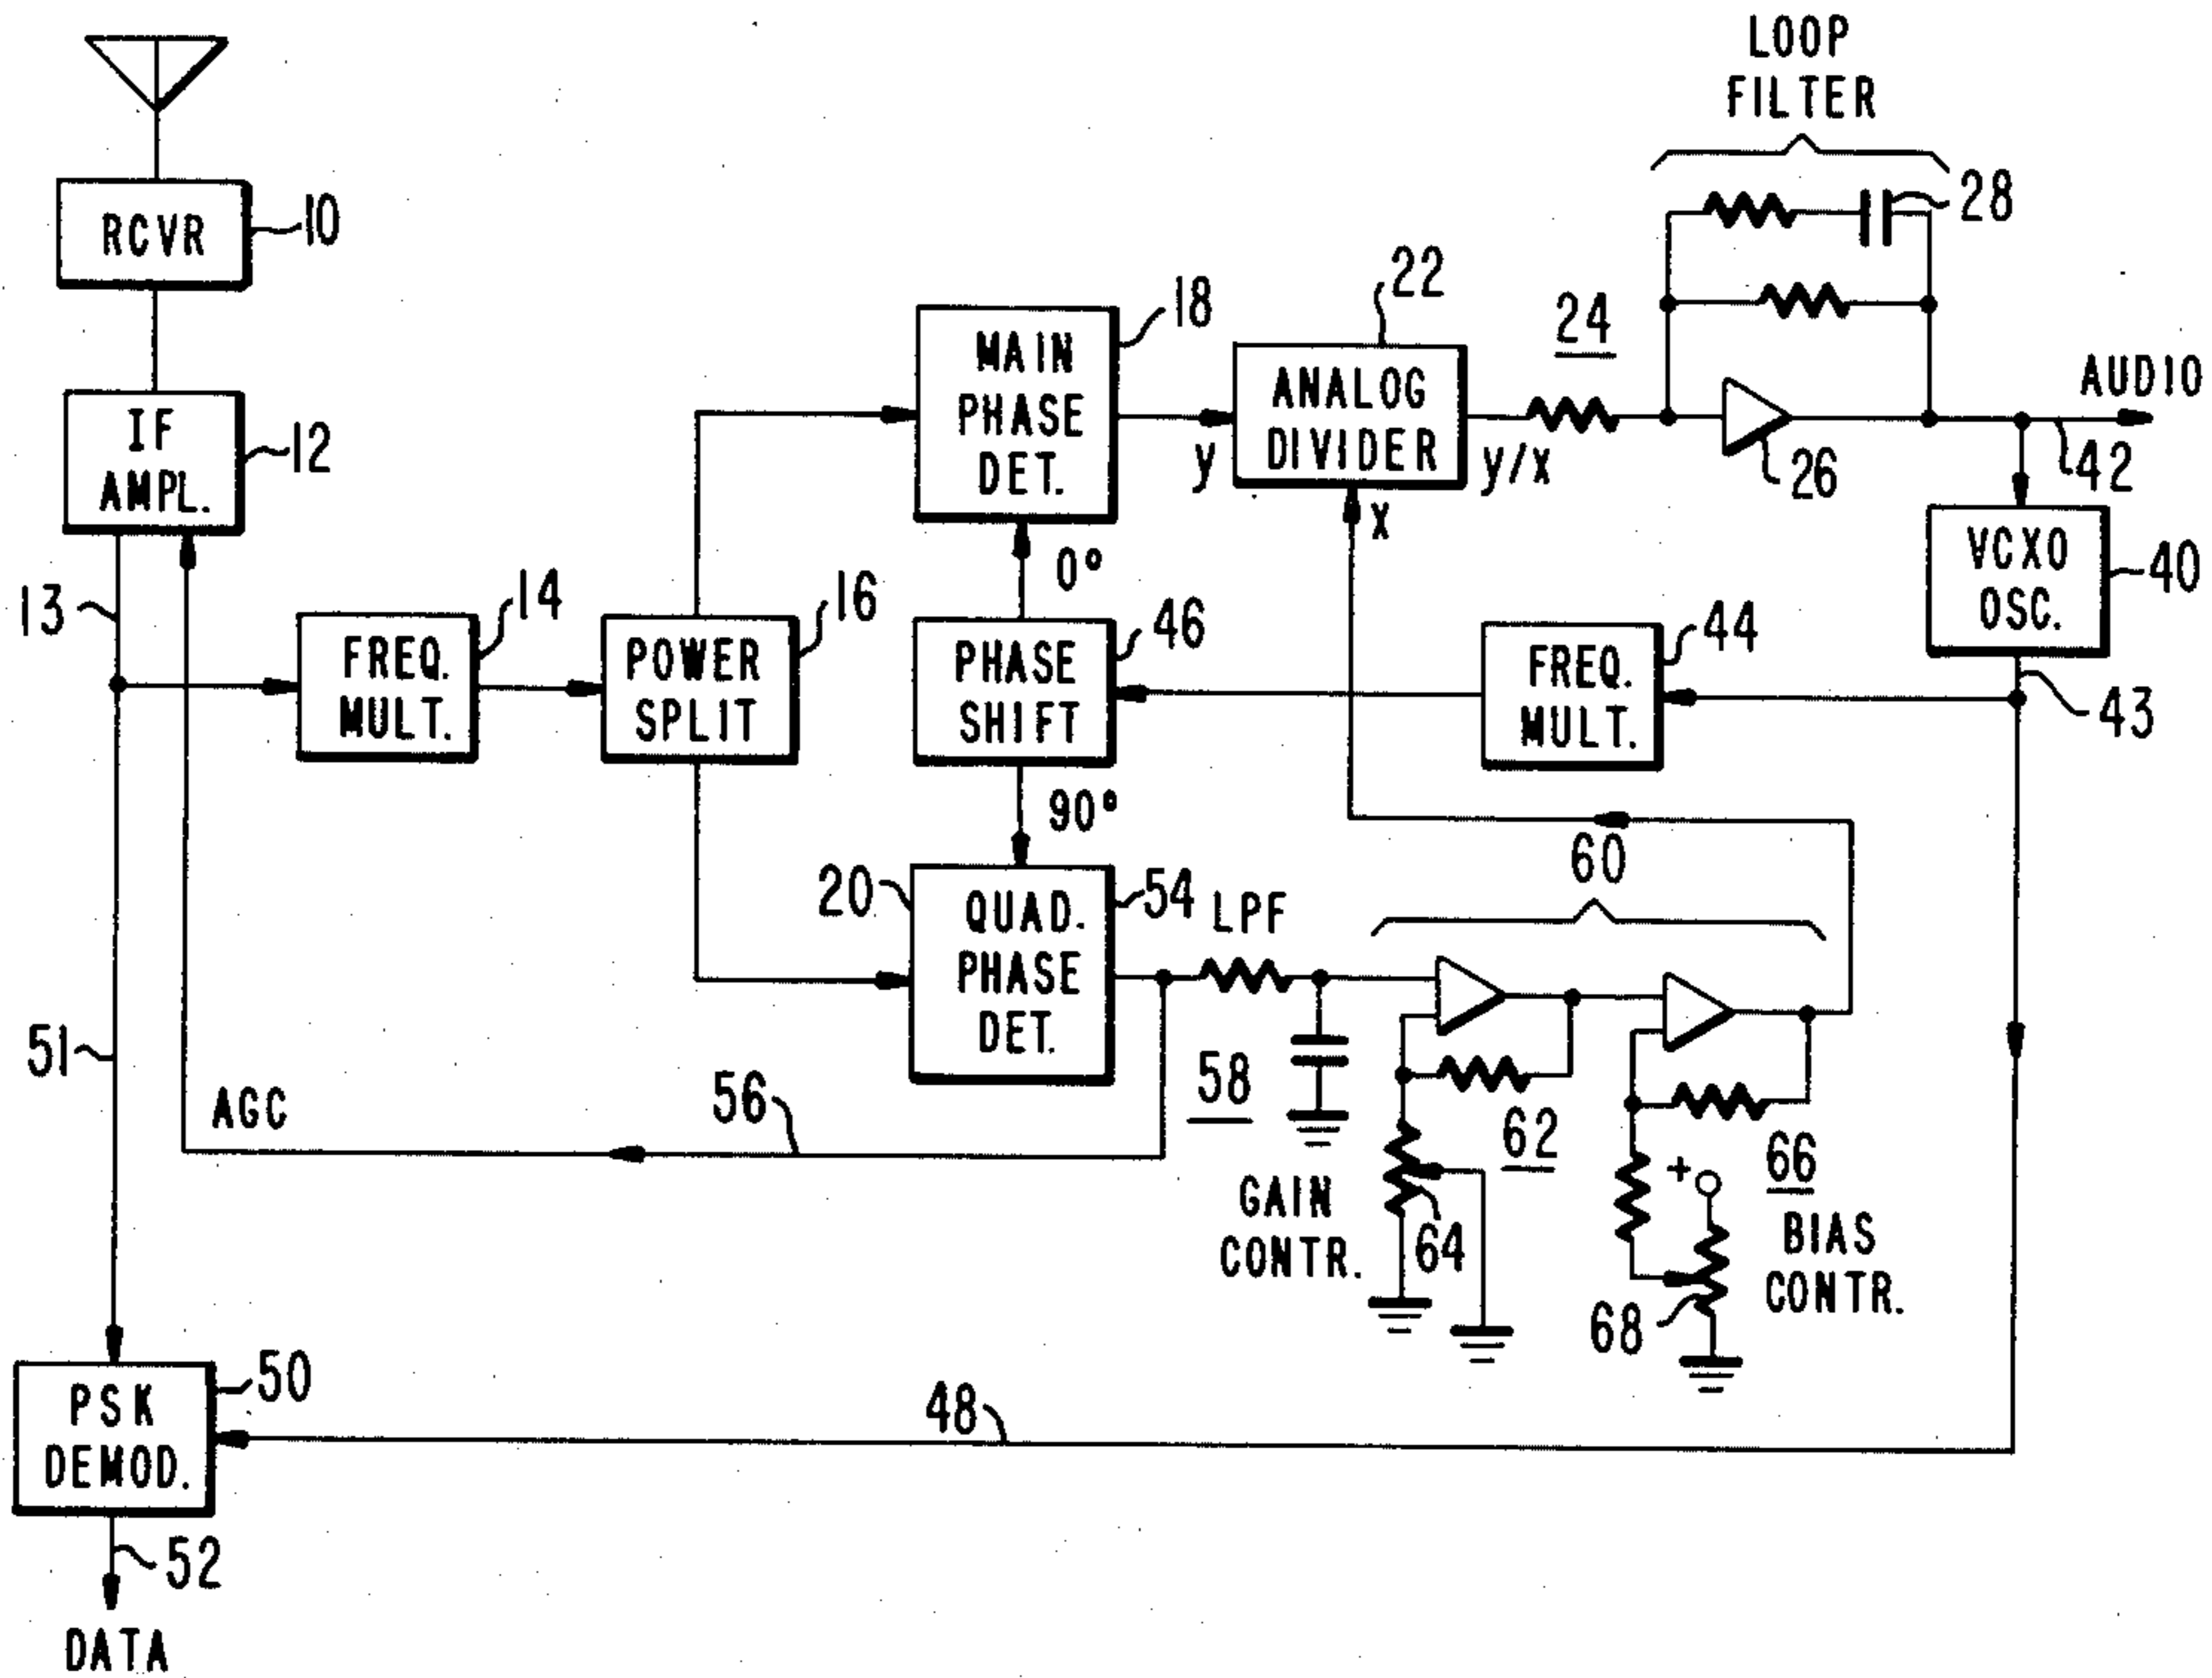 LOOP
FILTER
28
RCVR
10
18
22
24
MAIN
PHASE
DET.
ANALOG
DIVIDER
y
y/x
x
AUDIO
42
26
IF
AMPL.
12
0°
VCXO
OSC.
40
13
14
16
46
44
FREQ.
MULT.
POWER
SPLIT
PHASE
SHIFT
FREQ.
MULT.
43
90°
60
20
54
LPF
QUAD.
PHASE
DET.
51
AGC
56
58
62
66
+
GAIN
CONTR.
64
BIAS
CONTR.
68
50
PSK
DEMOD.
48
52
DATA